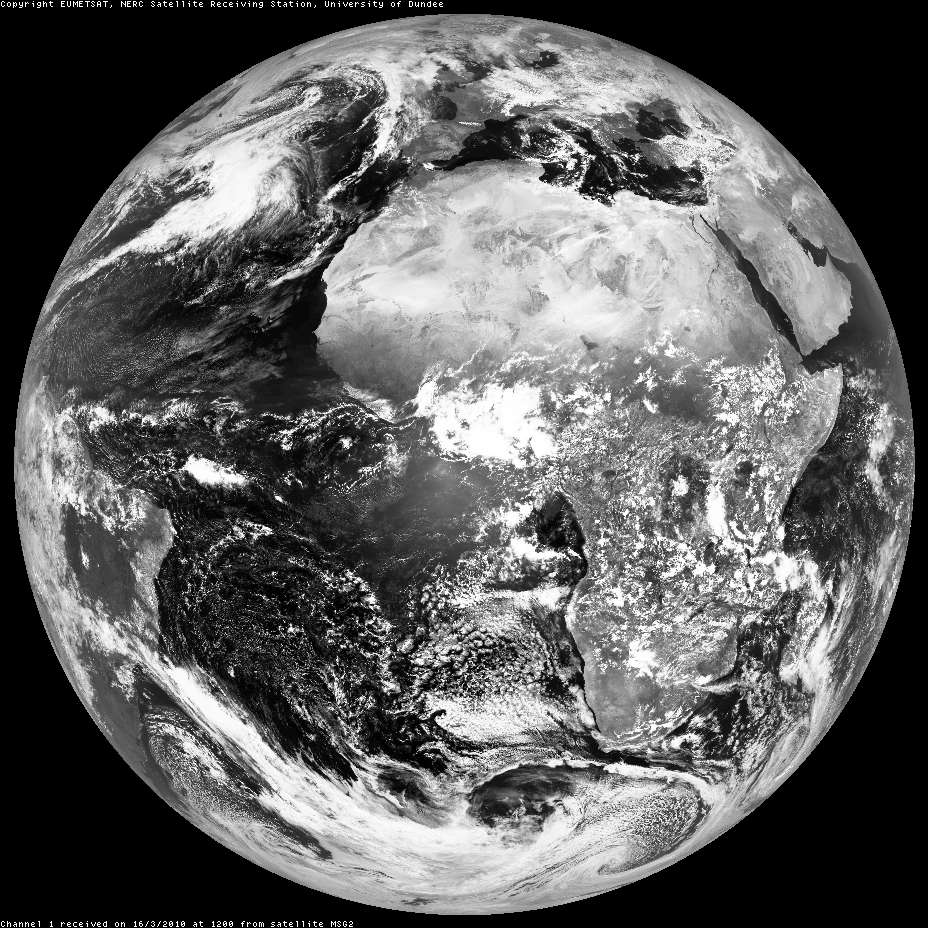 Copyright EUMETSAT, NERC Satellite Receiving Station, University of Dundee
Channel 1 received on 16/3/2010 at 1200 from satellite MSG2